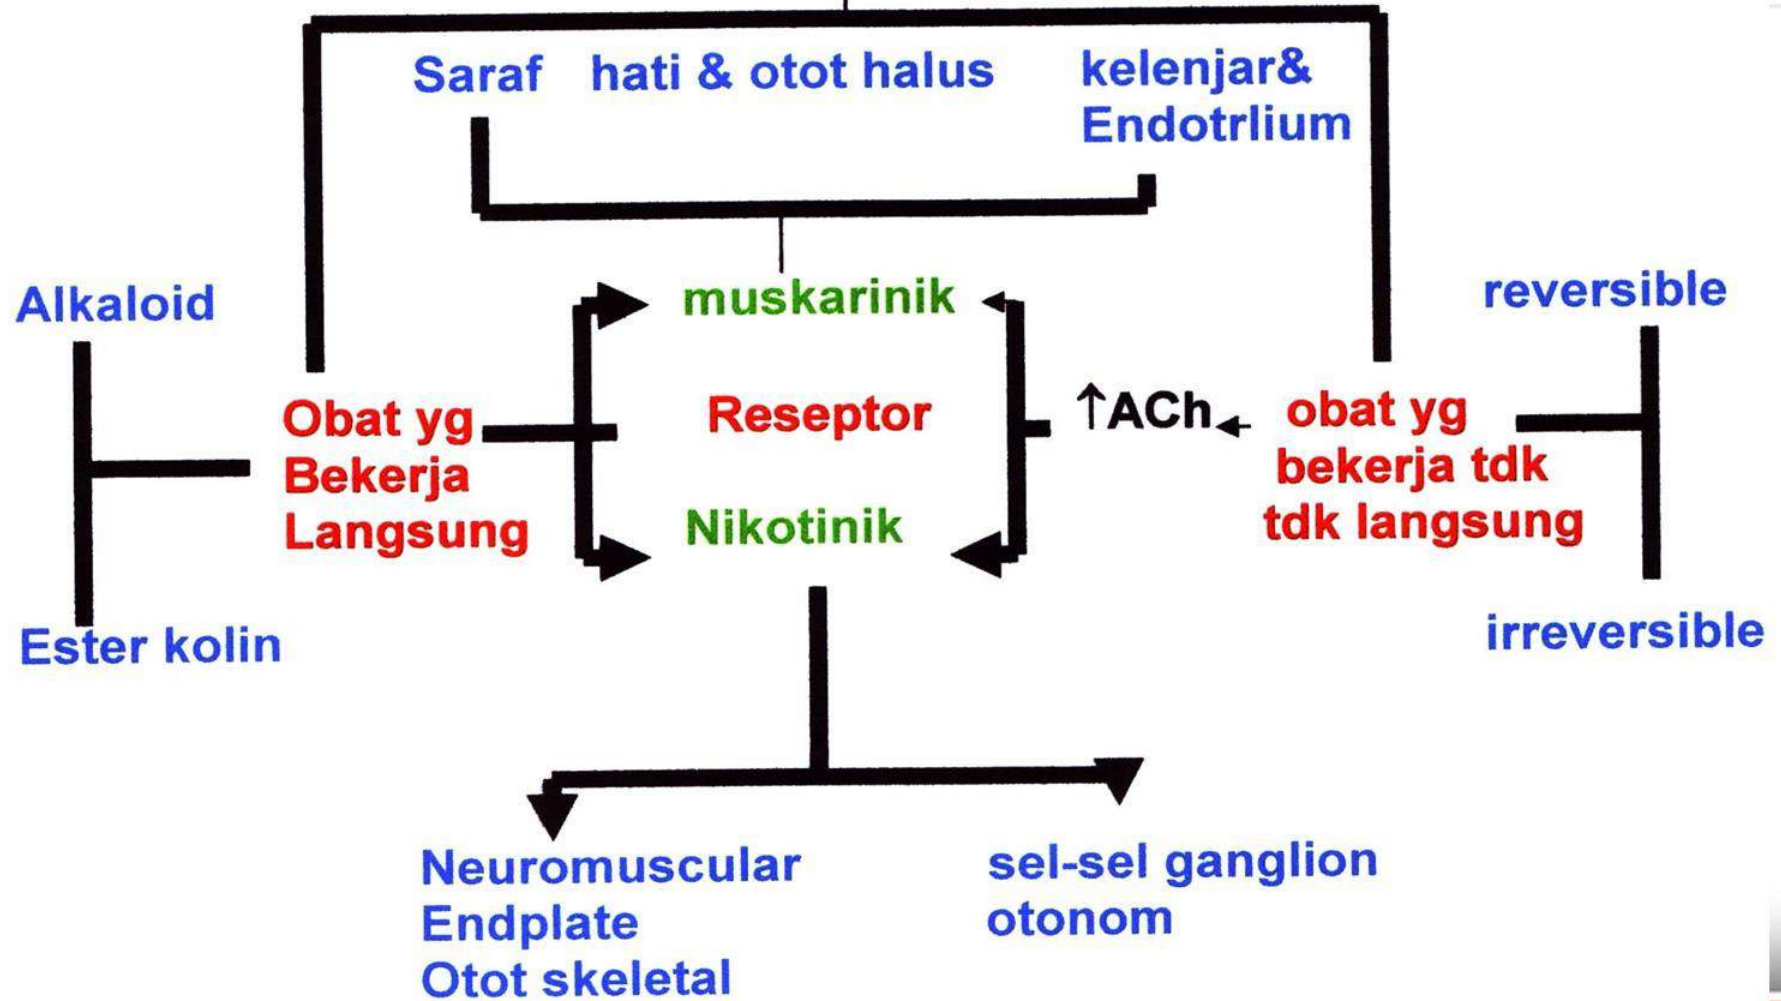 Saraf hati & otot halus kelenjar&
Endotrlium
Alkaloid muskarinik reversible
Obat yg Reseptor ↑ACh obat yg
Bekerja bekerja tdk
Langsung Nikotinik tdk langsung
Ester kolin irreversible
Neuromuscular sel-sel ganglion
Endplate otonom
Otot skeletal